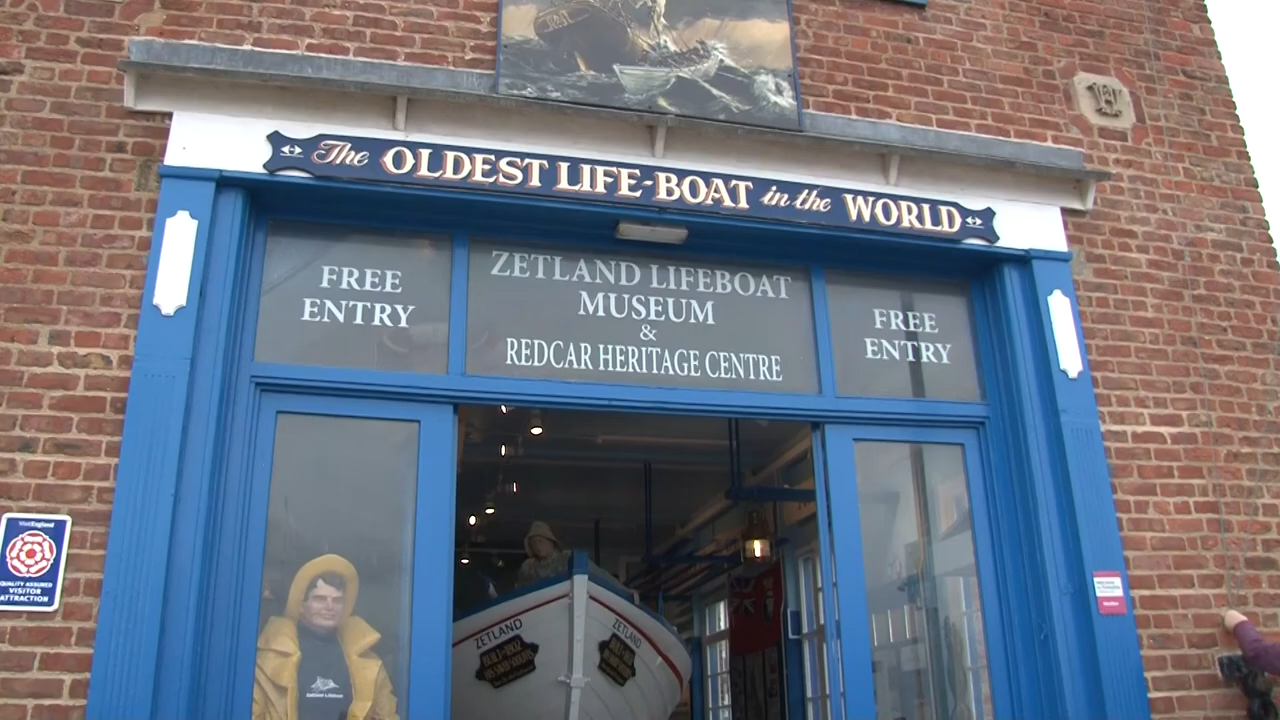 The OLDEST LIFE-BOAT in the WORLD
FREE
ENTRY
ZETLAND LIFEBOAT
MUSEUM
&
REDCAR HERITAGE CENTRE
FREE
ENTRY
VisitEngland
QUALITY ASSURED
VISITOR
ATTRACTION
ZETLAND
ZETLAND
H